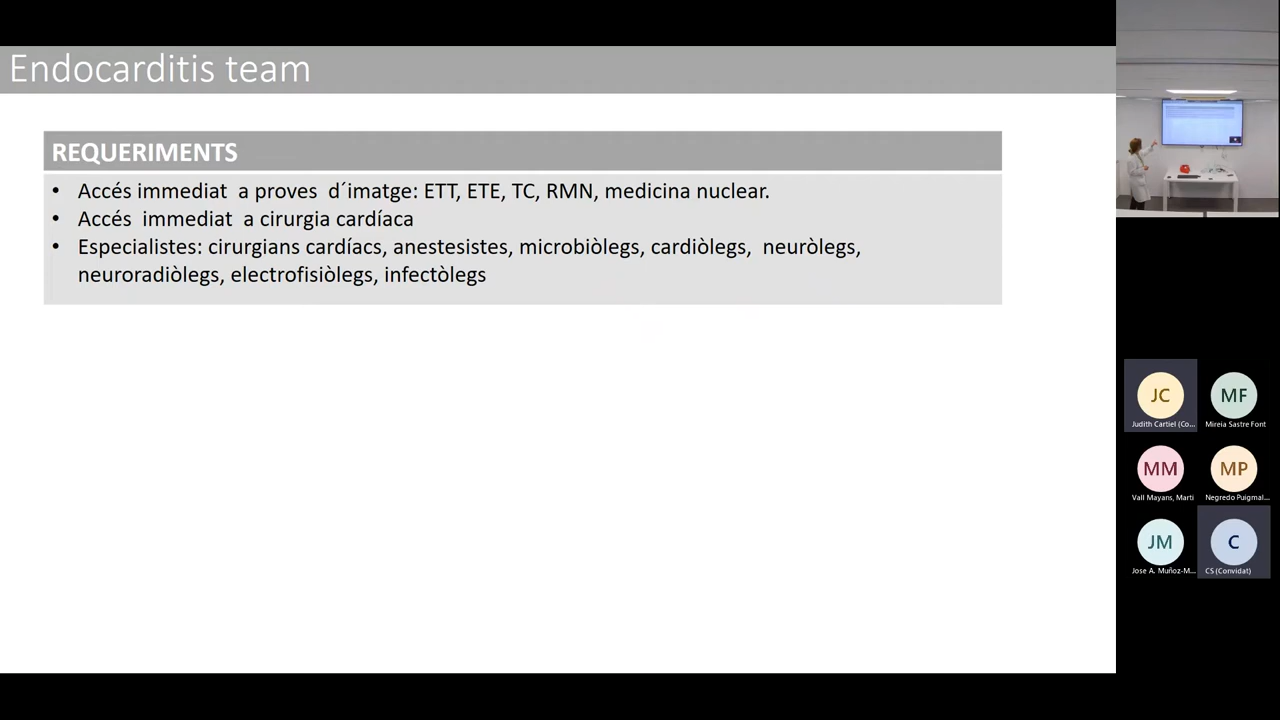 Endocarditis team
REQUERIMENTS
• Accés immediat a proves d´imatge: ETT, ETE, TC, RMN, medicina nuclear.
• Accés immediat a cirurgia cardíaca
• Especialistes: cirurgians cardíacs, anestesistes, microbiòlegs, cardiòlegs, neuròlegs,
neuroradiòlegs, electrofisiòlegs, infectòlegs
JC
Judith Cartiel (Co...
MF
Mireia Sastre Font
MM
Vall Mayans, Marti
MP
Negredo Puigmal...
JM
Jose A. Muñoz-M...
C
CS (Convidat)